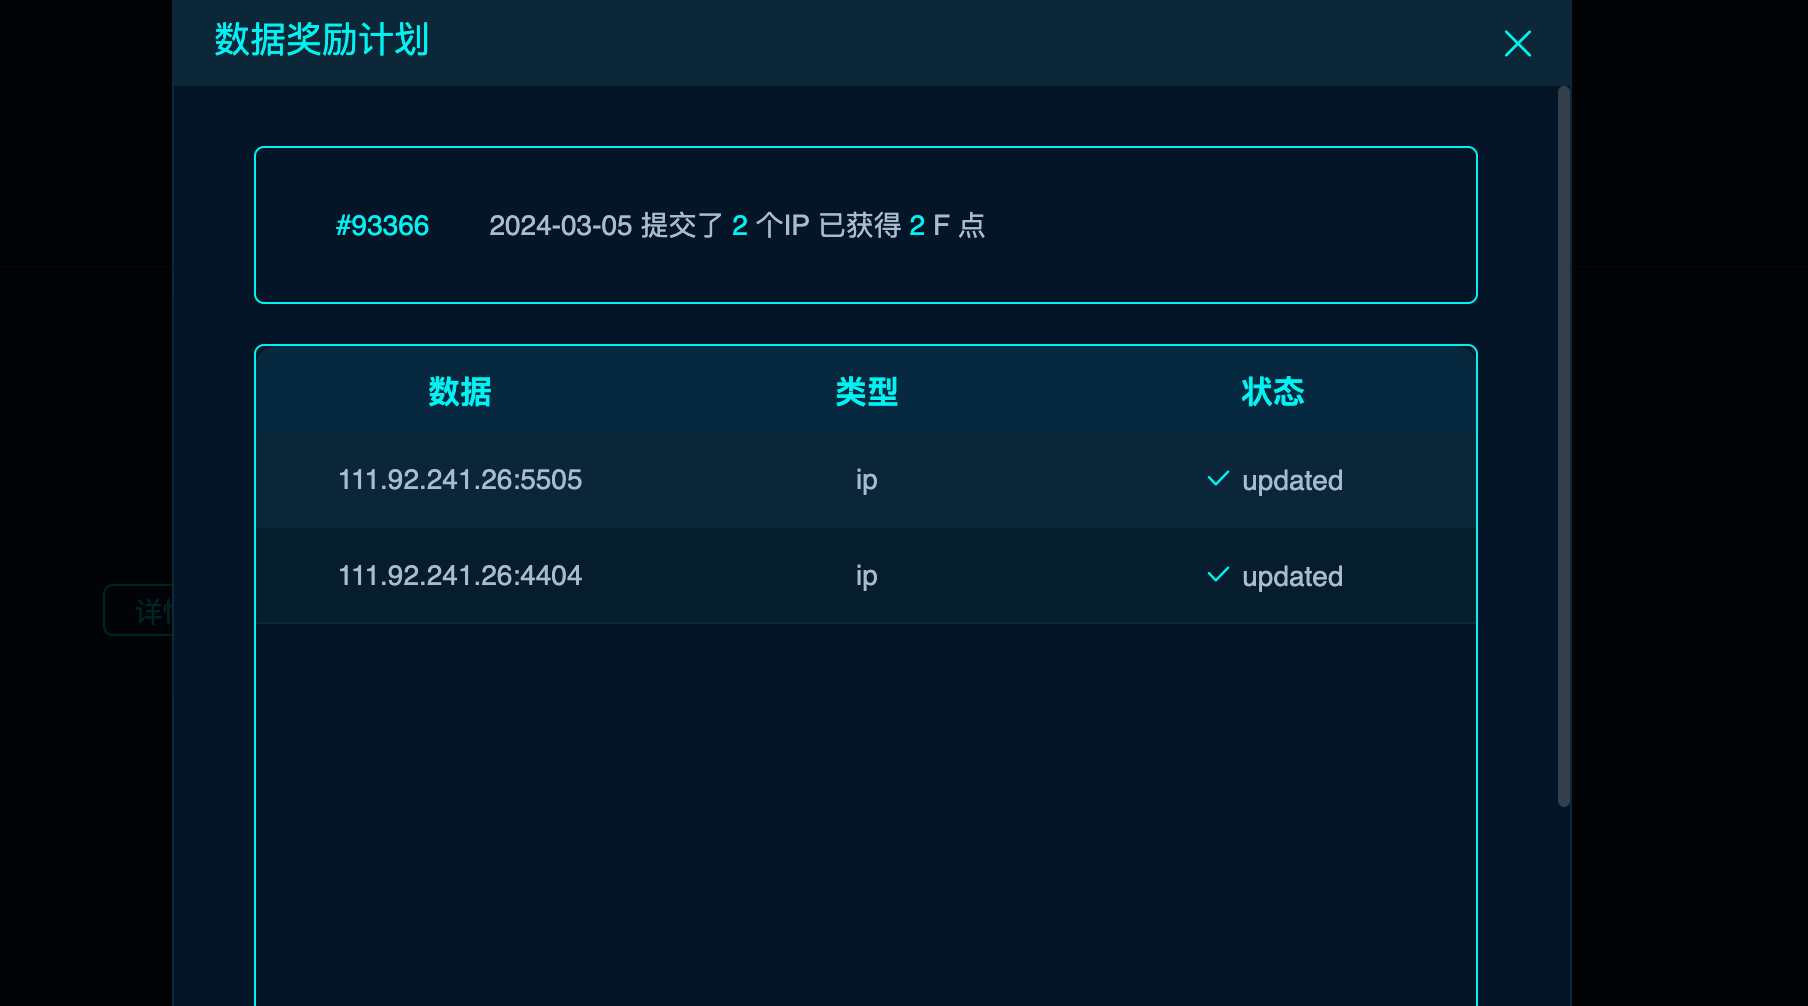 数据奖励计划
#93366 2024-03-05 提交了 2 个IP 已获得 2 F 点
数据 类型 状态
111.92.241.26:5505 ip updated
111.92.241.26:4404 ip updated
详